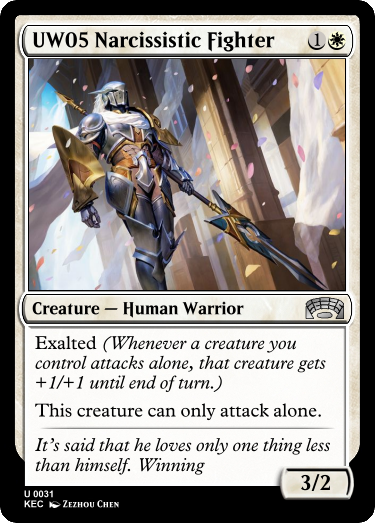 UW05 Narcissistic Fighter 1
Creature — Human Warrior
Exalted (Whenever a creature you
control attacks alone, that creature gets
+1/+1 until end of turn.)
This creature can only attack alone.
It's said that he loves only one thing less
than himself. Winning
3/2
U 0031
KEC Zezhou Chen